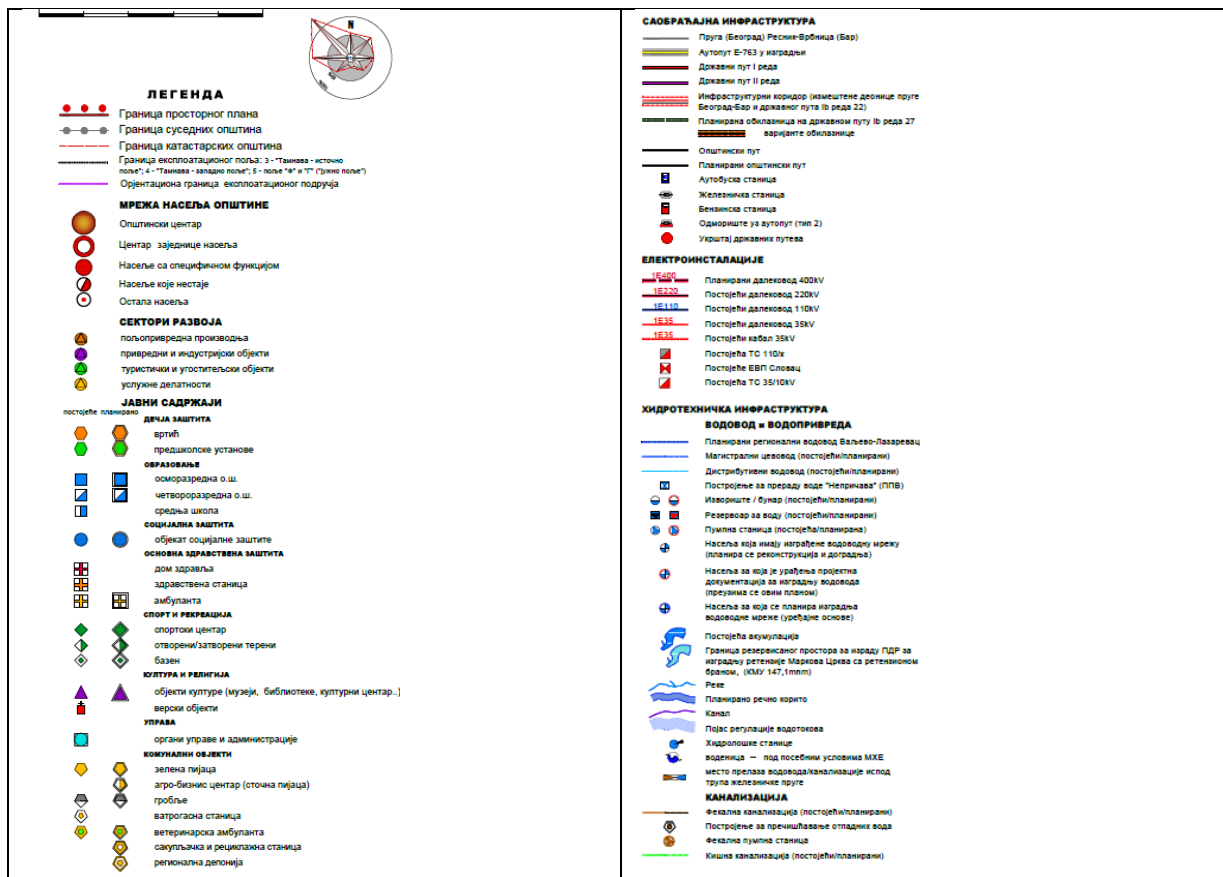 N
ЛЕГЕНДА
Граница просторног плана
Граница суседних општина
Граница катастарских општина
Граница експлоатационог поља: 3 - "Тамнава - источно
поље"; 4 - "Тамнава - западно поље"; 5 - поље "Ф" и "Г" ("јужно поље")
Орјентациона граница експлоатационог подручја
МРЕЖА НАСЕЉА ОПШТИНЕ
Општински центар
Центар заједнице насеља
Насеље са специфичном функцијом
Насеље које нестаје
Остала насеља
СЕКТОРИ РАЗВОЈА
пољопривредна производња
привредни и индустријски објекти
туристички и угоститељски објекти
услужне делатности
ЈАВНИ САДРЖАЈИ
постојеће планирано
ДЕЧЈА ЗАШТИТА
вртић
предшколске установе
ОБРАЗОВАЊЕ
осморазредна о.ш.
четвороразредна о.ш.
средња школа
СОЦИЈАЛНА ЗАШТИТА
објекат социјалне заштите
ОСНОВНА ЗДРАВСТВЕНА ЗАШТИТА
дом здравља
здравствена станица
амбуланта
СПОРТ И РЕКРЕАЦИЈА
спортски центар
отворени/затворени терени
базен
КУЛТУРА И РЕЛИГИЈА
објекти културе (музеји, библиотеке, културни центар..)
верски објекти
УПРАВА
органи управе и администрације
КОМУНАЛНИ ОБЈЕКТИ
зелена пијаца
агро-бизнис центар (сточна пијаца)
гробље
ватрогасна станица
ветеринарска амбуланта
сакупљачка и рециклажна станица
регионална депонија
САОБРАЋАЈНА ИНФРАСТРУКТУРА
Пруга (Београд) Ресник-Врбница (Бар)
Аутопут Е-763 у изградњи
Државни пут I реда
Државни пут II реда
Инфраструктурни коридор (измештене деонице пруге
Београд-Бар и државног пута Ib реда 22)
Планирана обилазница на државном путу Ib реда 27
варијанте обилазнице
Општински пут
Планирани општински пут
Аутобуска станица
Железничка станица
Бензинска станица
Одмориште уз аутопут (тип 2)
Укрштај државних путева
ЕЛЕКТРОИНСТАЛАЦИЈЕ
1Е400 Планирани далековод 400kV
1Е220 Постојећи далековод 220kV
1Е110 Постојећи далековод 110kV
1Е35 Постојећи далековод 35kV
1Е35 Постојећи кабал 35kV
Постојећа ТС 110/х
Постојеће ЕВП Словац
Постојећа ТС 35/10kV
ХИДРОТЕХНИЧКА ИНФРАСТРУКТУРА
ВОДОВОД и ВОДОПРИВРЕДА
Планирани регионални водовод Ваљево-Лазаревац
Магистрални цевовод (постојећи/планирани)
Дистрибутивни водовод (постојећи/планирани)
Постројење за прераду воде "Непричава" (ППВ)
Извориште / бунар (постојећи/планирани)
Резервоар за воду (постојећи/планирани)
Пумпна станица (постојећа/планирана)
Насеља која имају изграђене водоводну мрежу
(планира се реконструкција и доградња)
Насеља за која је урађења пројектна
документација за изградњу водовода
(преузима се овим планом)
Насеља за која се планира изградња
водоводне мреже (уређајне основе)
Постојећа акумулација
Граница резервисаног простора за израду ПДР за
изградњу ретензије Маркова Црква са ретензионом
браном, (КМУ 147,1mnm)
Реке
Планирано речно корито
Канал
Појас регулације водотокова
Хидролошке станице
воденица – под посебним условима МХЕ
место прелаза водовода/канализације испод
трупа железничке пруге
КАНАЛИЗАЦИЈА
Фекална канализација (постојећи/планирани)
Постројење за пречишћавање отпадних вода
Фекална пумпна станица
Кишна канализација (постојећи/планирани)